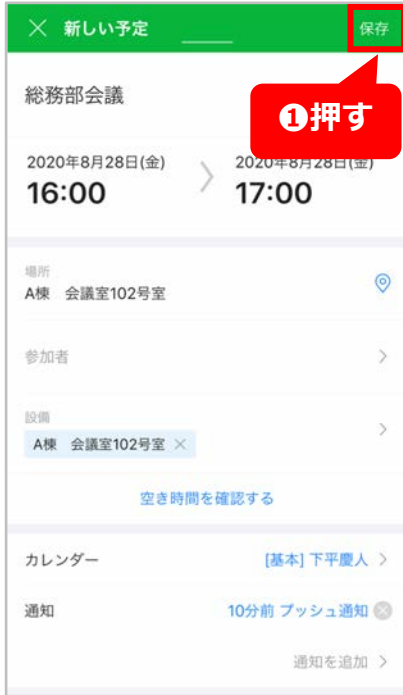 × 新しい予定 保存
❶押す
総務部会議
2020年8月28日(金) 2020年8月28日(金)
16:00 17:00
場所
A棟　会議室102号室
参加者
設備
A棟　会議室102号室 ×
空き時間を確認する
カレンダー [基本] 下平慶人
通知 10分前 プッシュ通知
通知を追加